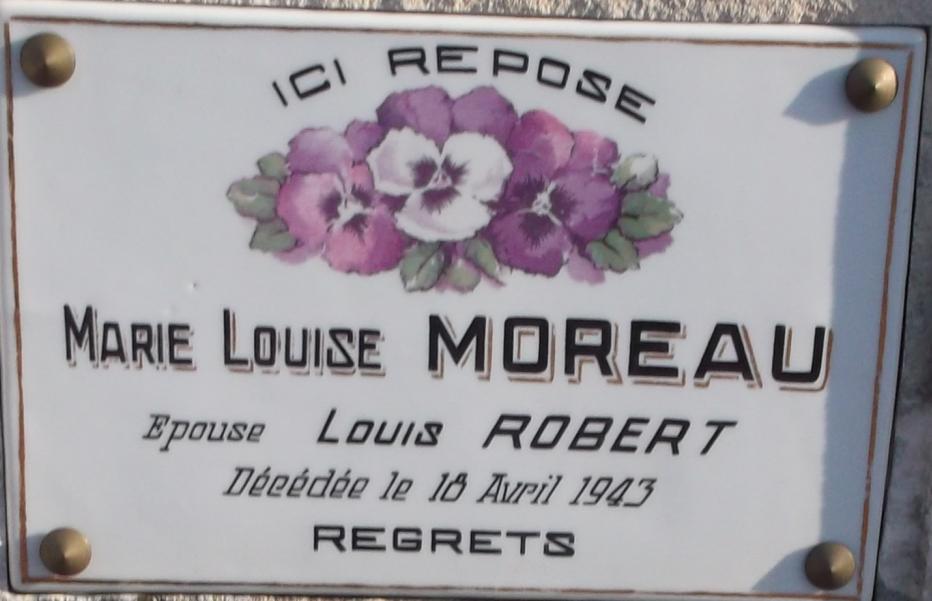 ICI REPOSE
MARIE LOUISE MOREAU
Epouse Louis ROBERT
Décédée le 18 Avril 1943
REGRETS